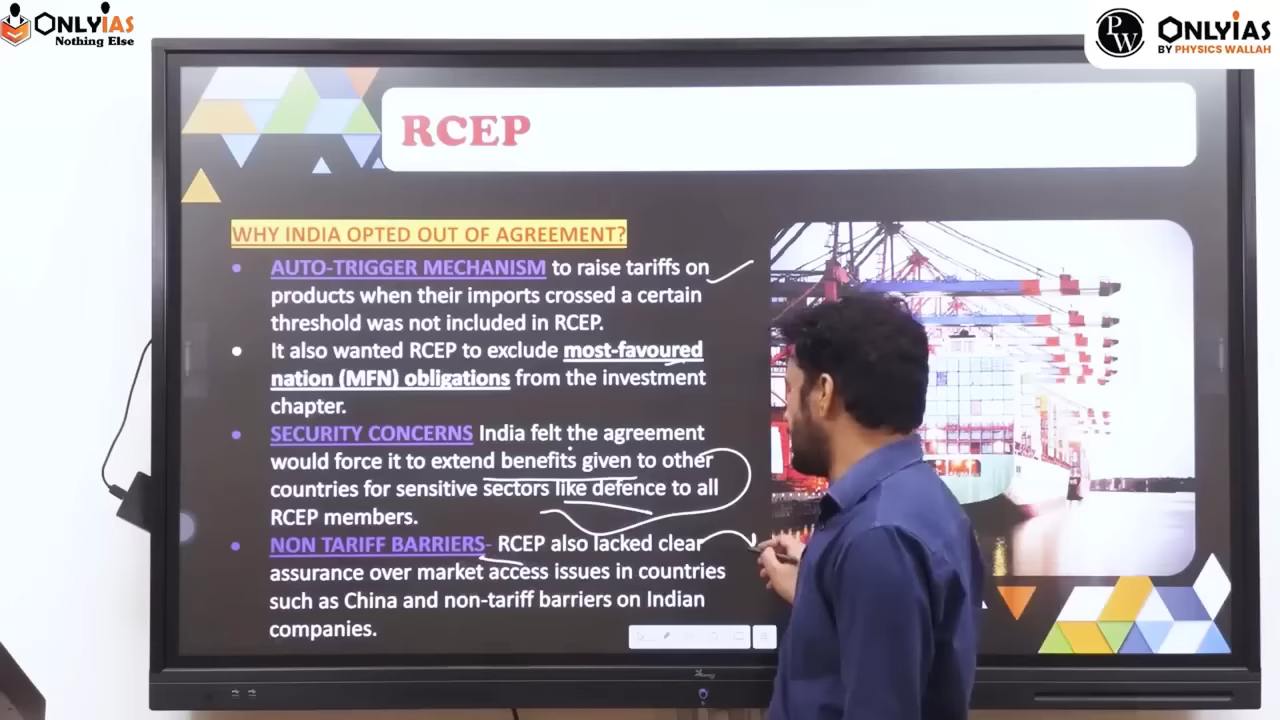 ONLYIAS
Nothing Else
PW
ONLYIAS
BY PHYSICS WALLAH
RCEP
WHY INDIA OPTED OUT OF AGREEMENT?
AUTO-TRIGGER MECHANISM to raise tariffs on
products when their imports crossed a certain
threshold was not included in RCEP.
It also wanted RCEP to exclude most-favoured
nation (MFN) obligations from the investment
chapter.
SECURITY CONCERNS India felt the agreement
would force it to extend benefits given to other
countries for sensitive sectors like defence to all
RCEP members.
NON TARIFF BARRIERS- RCEP also lacked clear
assurance over market access issues in countries
such as China and non-tariff barriers on Indian
companies.